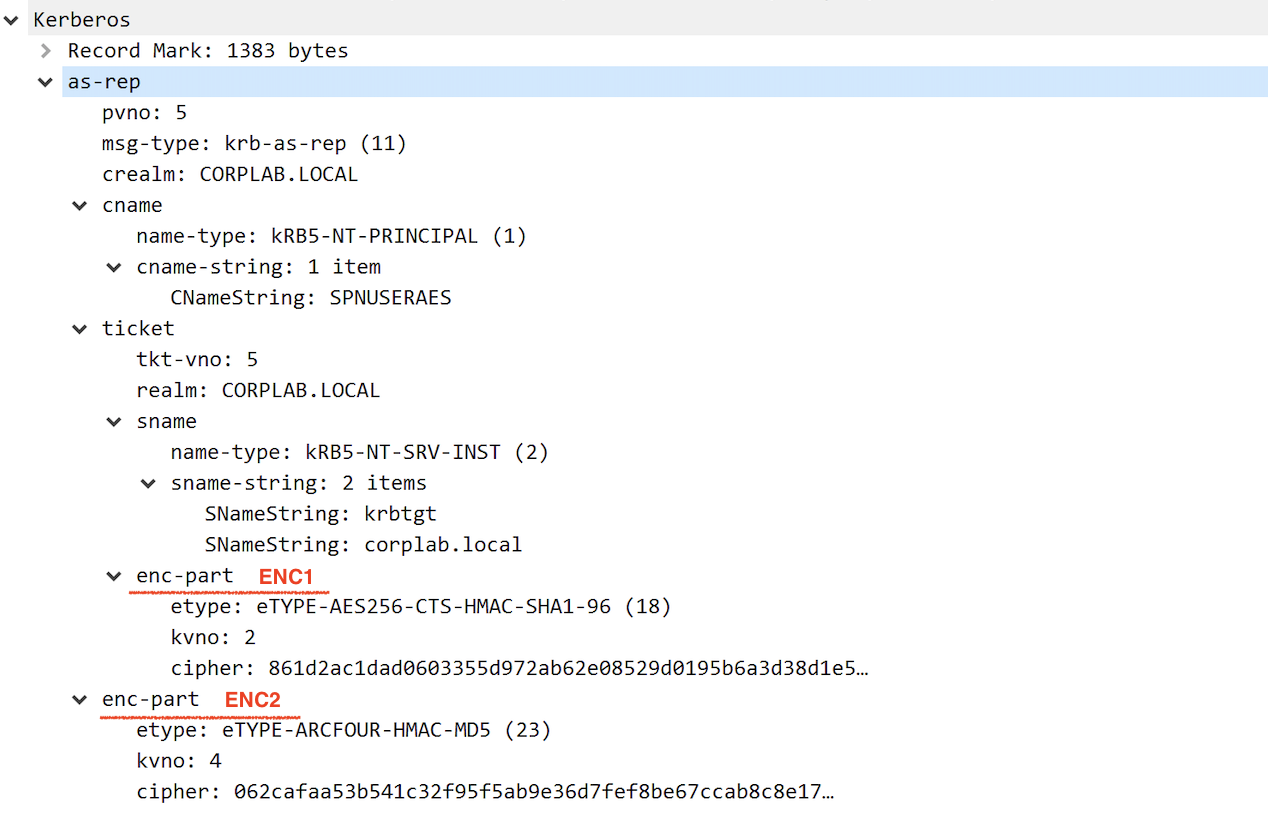 Kerberos
Record Mark: 1383 bytes
as-rep
pvno: 5
msg-type: krb-as-rep (11)
crealm: CORPLAB.LOCAL
cname
name-type: kRB5-NT-PRINCIPAL (1)
cname-string: 1 item
CNameString: SPNUSERAES
ticket
tkt-vno: 5
realm: CORPLAB.LOCAL
sname
name-type: kRB5-NT-SRV-INST (2)
sname-string: 2 items
SNameString: krbtgt
SNameString: corplab.local
enc-part ENC1
etype: eTYPE-AES256-CTS-HMAC-SHA1-96 (18)
kvno: 2
cipher: 861d2ac1dad0603355d972ab62e08529d0195b6a3d38d1e5…
enc-part ENC2
etype: eTYPE-ARCFOUR-HMAC-MD5 (23)
kvno: 4
cipher: 062cafaa53b541c32f95f5ab9e36d7fef8be67ccab8c8e17…